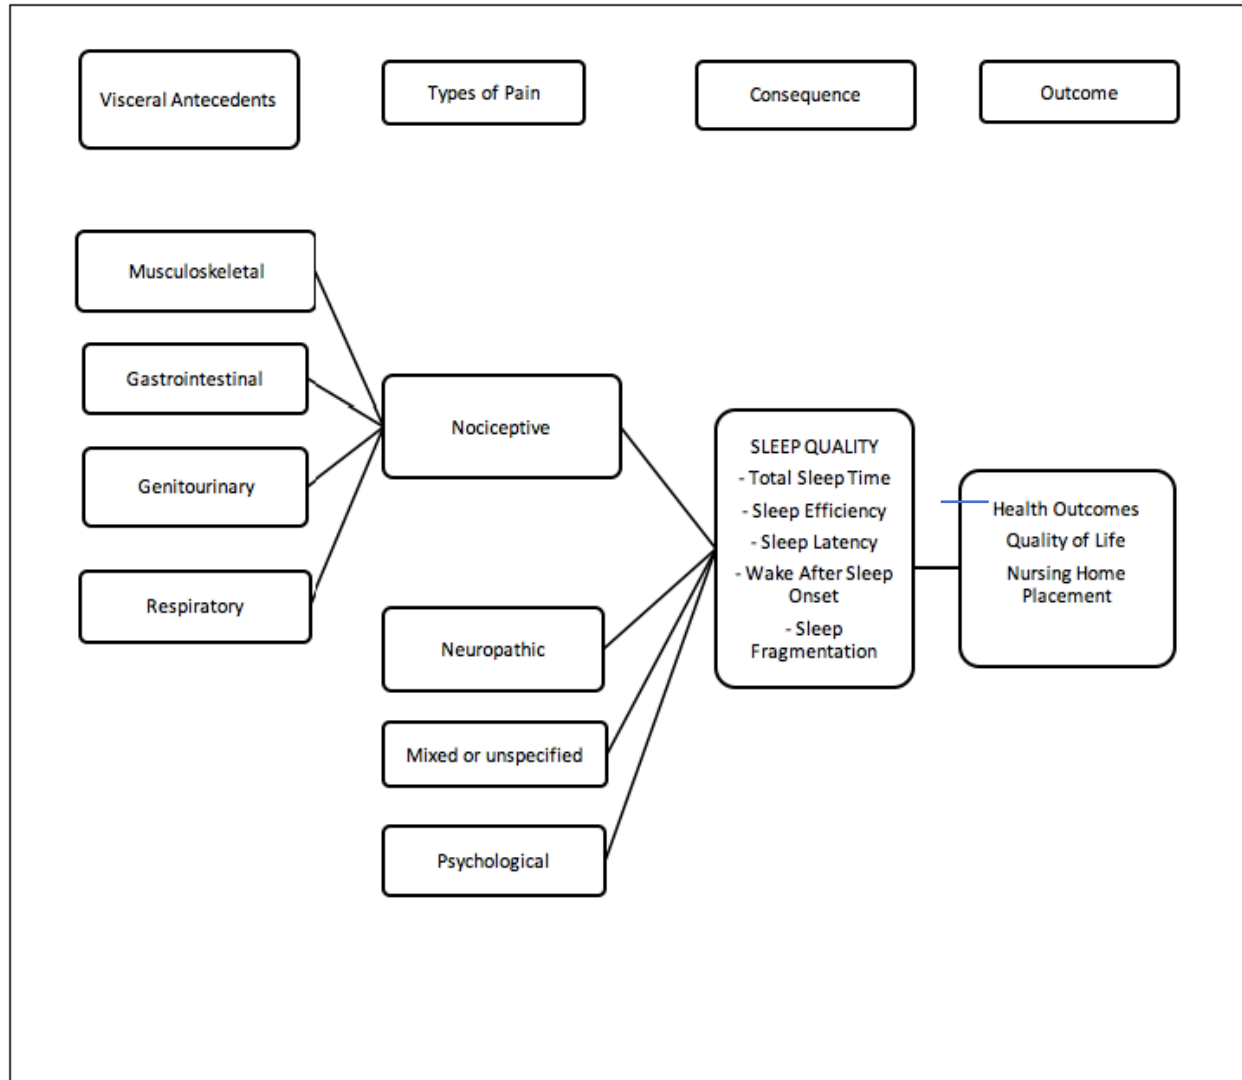 Visceral Antecedents
Types of Pain
Consequence
Outcome
Musculoskeletal
Gastrointestinal
Genitourinary
Respiratory
Nociceptive
Neuropathic
Mixed or unspecified
Psychological
SLEEP QUALITY
- Total Sleep Time
- Sleep Efficiency
- Sleep Latency
- Wake After Sleep
Onset
- Sleep
Fragmentation
Health Outcomes
Quality of Life
Nursing Home
Placement